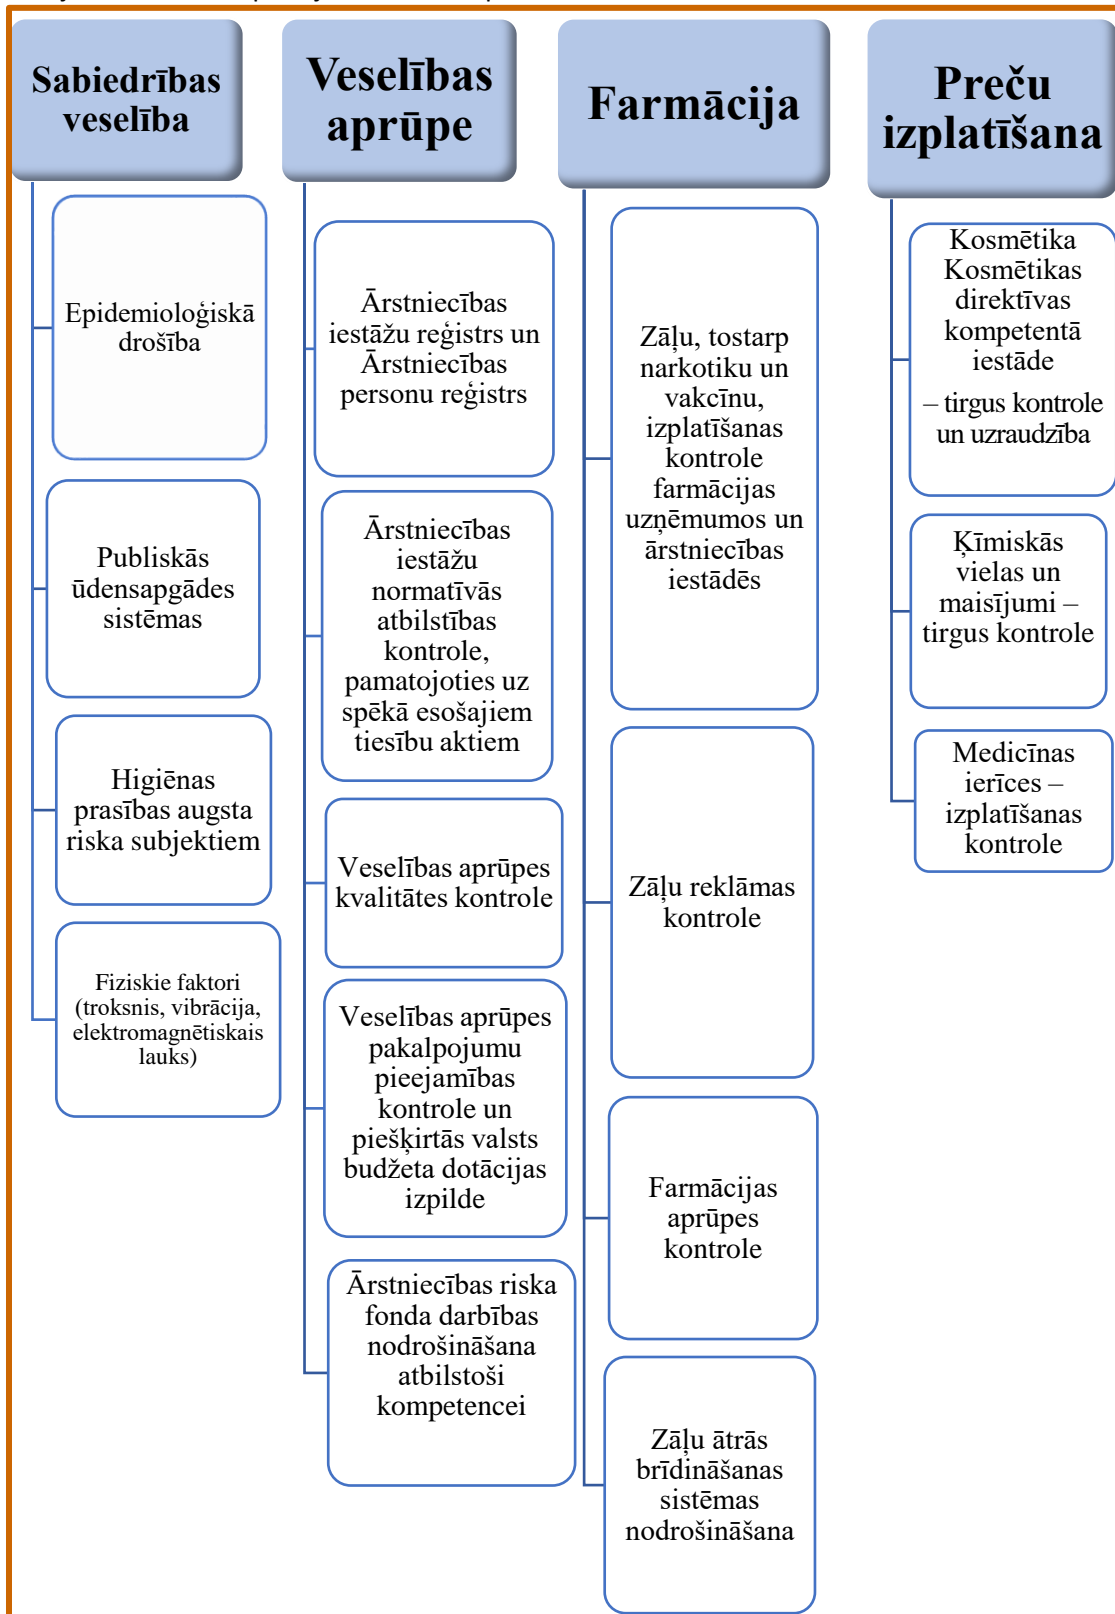 Sabiedrības
veselība
Epidemioloģiskā
drošība
Publiskās
ūdensapgādes
sistēmas
Higiēnas
prasības augsta
riska subjektiem
Fiziskie faktori
(troksnis, vibrācija,
elektromagnētiskais
lauks)
Veselības
aprūpe
Ārstniecības
iestāžu reģistrs un
Ārstniecības
personu reģistrs
Ārstniecības
iestāžu
normatīvās
atbilstības
kontrole,
pamatojoties uz
spēkā esošajiem
tiesību aktiem
Veselības aprūpes
kvalitātes kontrole
Veselības aprūpes
pakalpojumu
pieejamības
kontrole un
piešķirtās valsts
budžeta dotācijas
izpilde
Ārstniecības riska
fonda darbības
nodrošināšana
atbilstoši
kompetencei
Farmācija
Zāļu, tostarp
narkotiku un
vakcīnu,
izplatīšanas
kontrole
farmācijas
uzņēmumos un
ārstniecības
iestādēs
Zāļu reklāmas
kontrole
Farmācijas
aprūpes
kontrole
Zāļu ātrās
brīdināšanas
sistēmas
nodrošināšana
Preču
izplatīšana
Kosmētika
Kosmētikas
direktīvas
kompetentā
iestāde
– tirgus kontrole
un uzraudzība
Ķīmiskās
vielas un
maisījumi –
tirgus kontrole
Medicīnas
ierīces –
izplatīšanas
kontrole